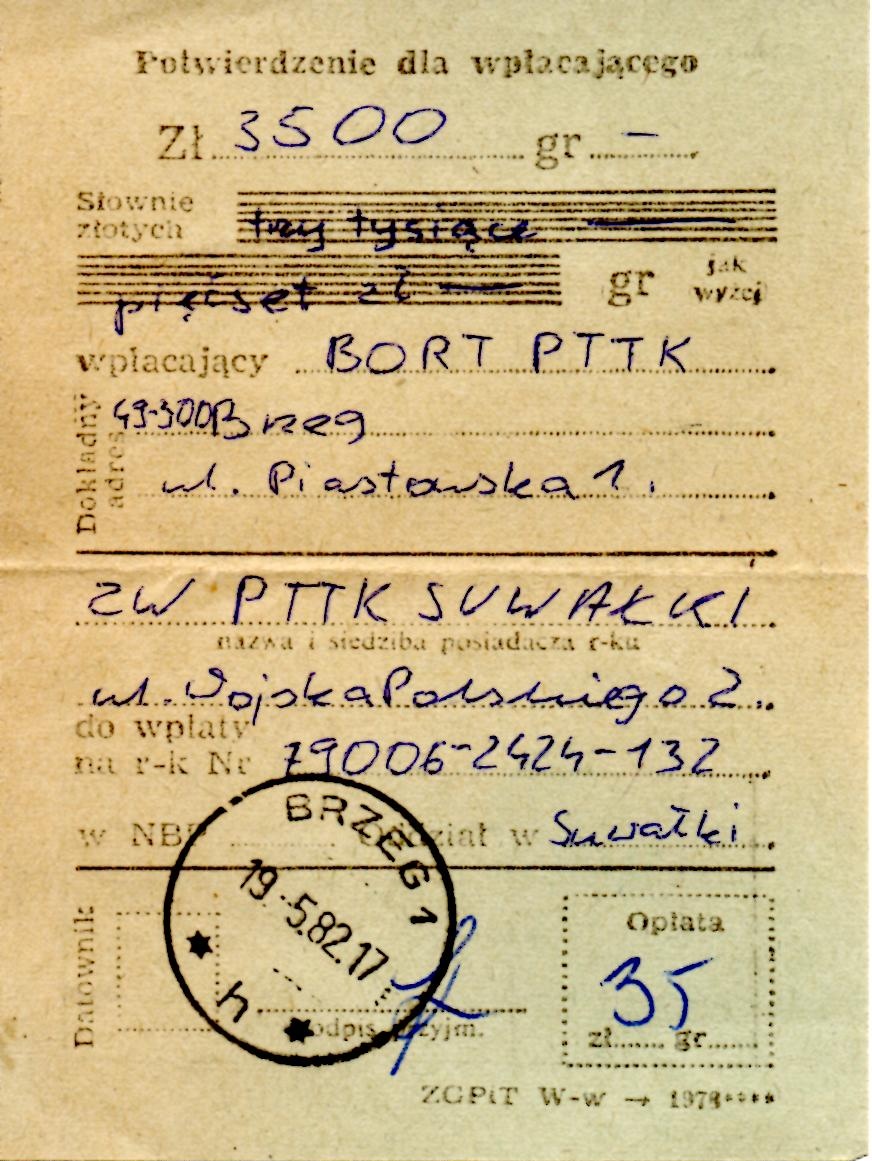 Potwierdzenie dla wpłacającego
Zł 3500 gr –
Słownie złotych trzy tysiące —
pięćset zł — gr jak wyżej
wpłacający BORT PTTK
Dokładny adres 49-300 Brzeg
ul. Piastowska 1.
ZW PTTK SUWAŁKI
nazwa i siedziba posiadacza r-ku
ul. Wojska Polskiego 2.
do wpłaty
na r-k Nr 79006-2424-132
w NBP Oddział w Suwałki
BRZEG 1
19.-5.82.17
Datownik
Opłata
35
podpis przyjm.
zł gr
ZGPiT W-w → 1978****